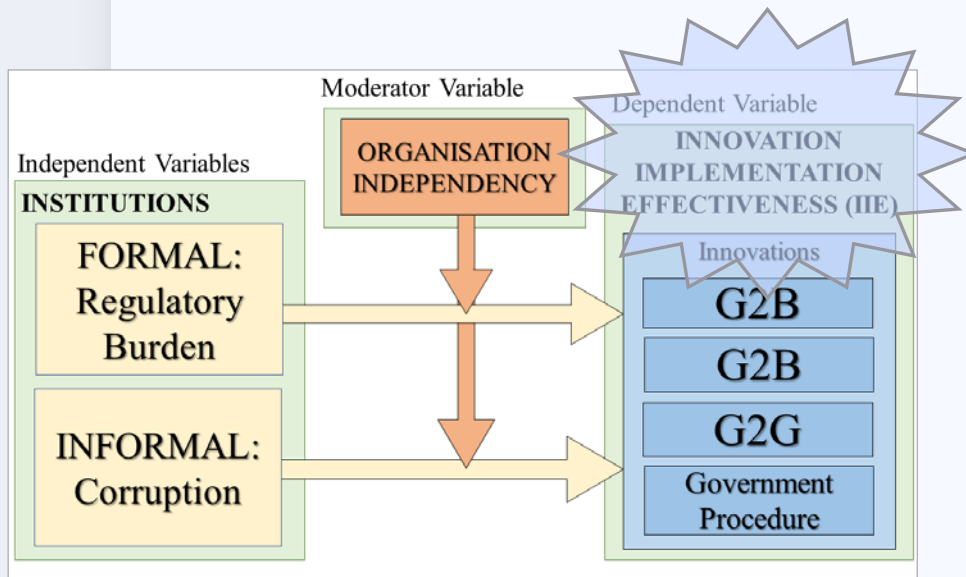 Moderator Variable
Dependent Variable
Independent Variables
INSTITUTIONS
FORMAL:
Regulatory
Burden
INFORMAL:
Corruption
ORGANISATION
INDEPENDENCY
INNOVATION
IMPLEMENTATION
EFFECTIVENESS (IIE)
Innovations
G2B
G2B
G2G
Government
Procedure